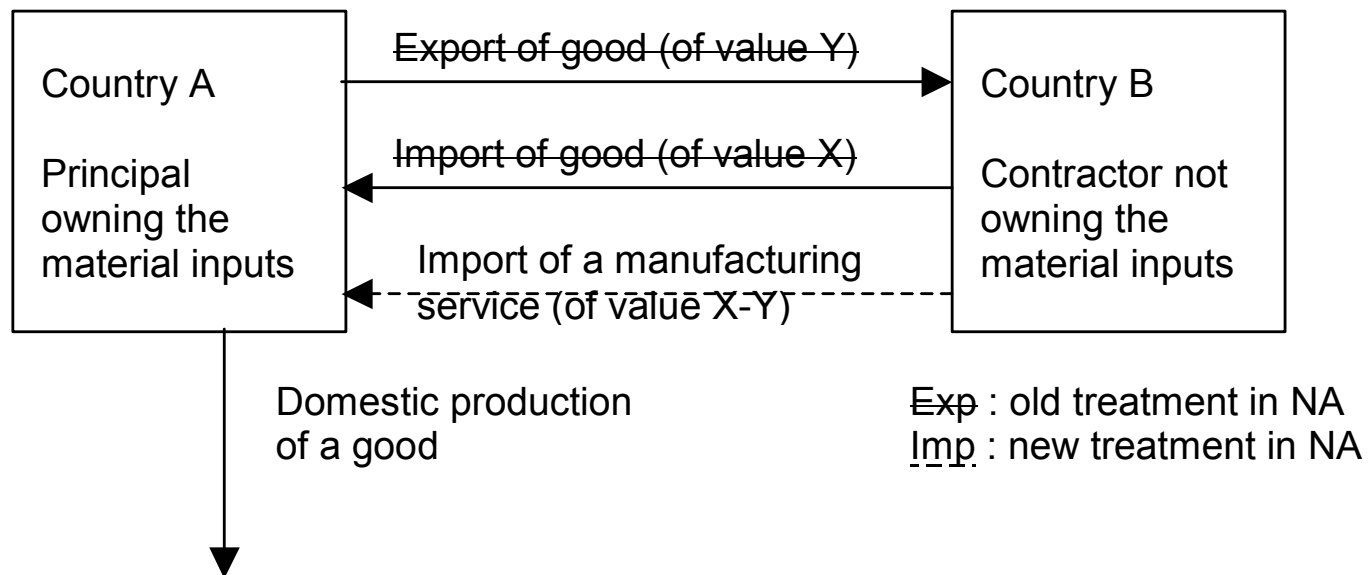 Export of good (of value Y)
Country A
Country B
Import of good (of value X)
Principal
owning the
material inputs
Contractor not
owning the
material inputs
Import of a manufacturing
service (of value X-Y)
Domestic production
of a good
Exp : old treatment in NA
Imp : new treatment in NA